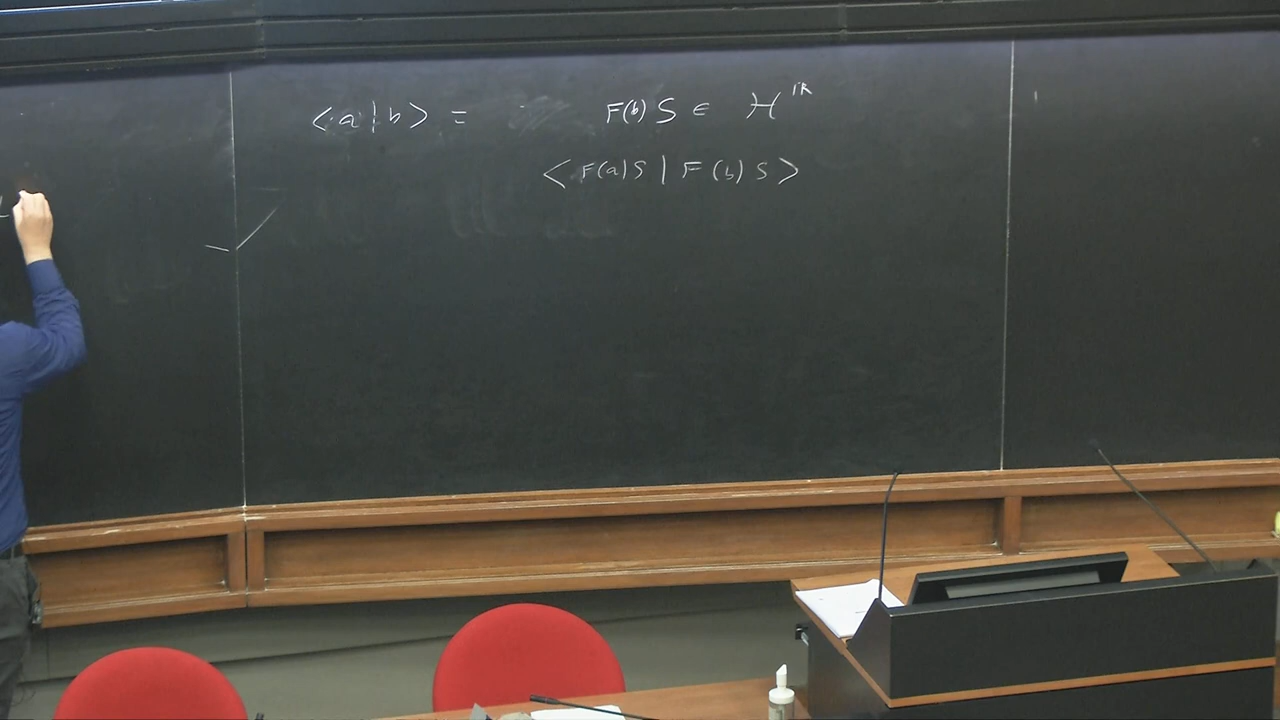 <a|b> = F(b) S ∈ H^IR
<F(a)S | F(b)S>